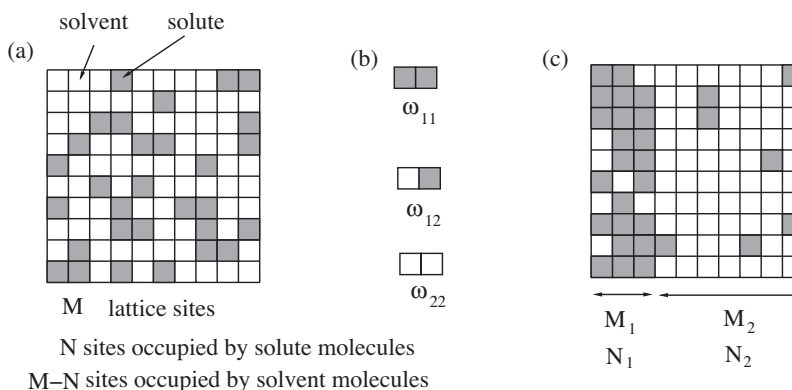 solvent solute
(a)
(b)
(c)
ω11
ω12
ω22
M lattice sites
N sites occupied by solute molecules
M–N sites occupied by solvent molecules
M1 M2
N1 N2